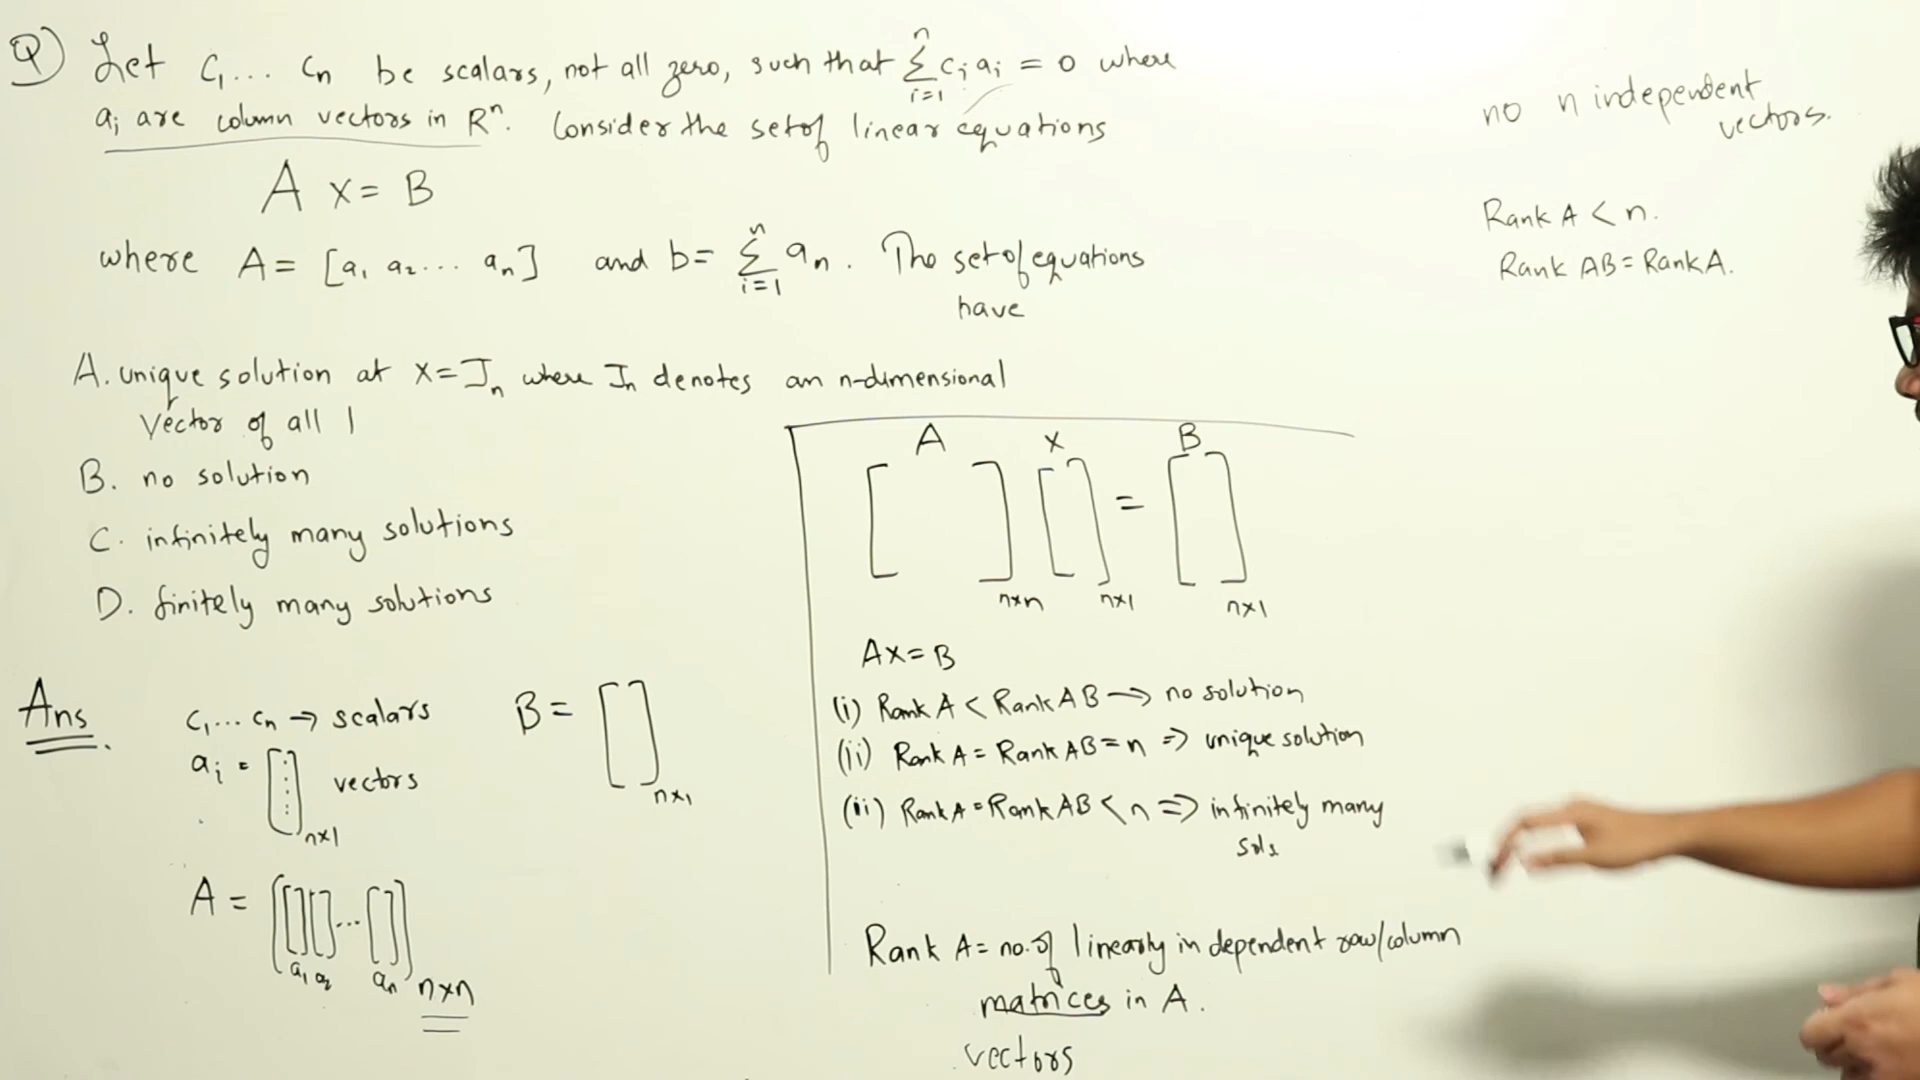 Q) Let C1... Cn be scalars, not all zero, such that ∑ i=1 n ci ai = 0 where
ai are column vectors in R^n. Consider the set of linear equations
A x = B
where A = [a1 a2... an] and b = ∑ i=1 n an. The set of equations
have
A. unique solution at x = Jn where Jn denotes an n-dimensional
Vector of all 1
B. no solution
C. infinitely many solutions
D. finitely many solutions
Ans
C1... Cn → scalars
ai = [ ] n×1 vectors
A = [[ ][ ]...[ ]] n×n
a1 a2 an
B = [ ] n×1
A x B
[ ] n×n [ ] n×1 = [ ] n×1
Ax = B
(i) Rank A < Rank AB → no solution
(ii) Rank A = Rank AB = n => unique solution
(ii) Rank A = Rank AB < n => infinitely many
sols
Rank A = no. of linearly independent row/column
matrices in A.
vectors
no n independent
vectors.
Rank A < n.
Rank AB = Rank A.